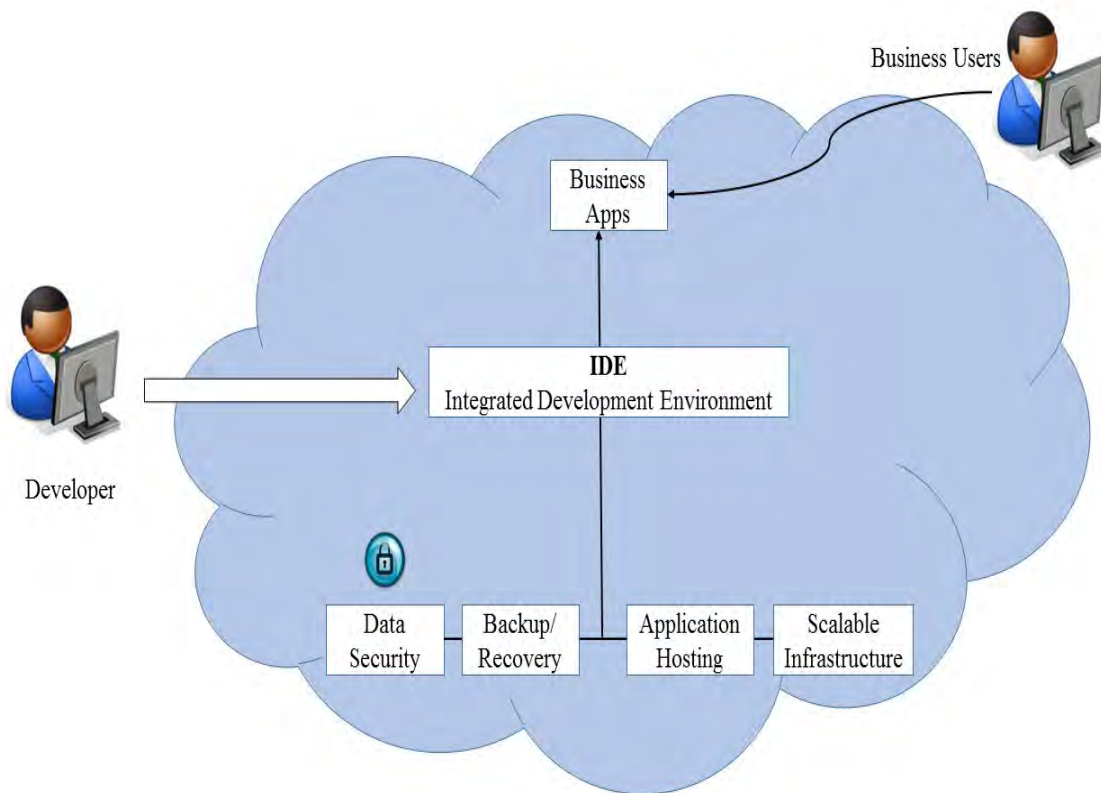 Business Users
Business
Apps
IDE
Integrated Development Environment
Developer
Data
Security
Backup/
Recovery
Application
Hosting
Scalable
Infrastructure